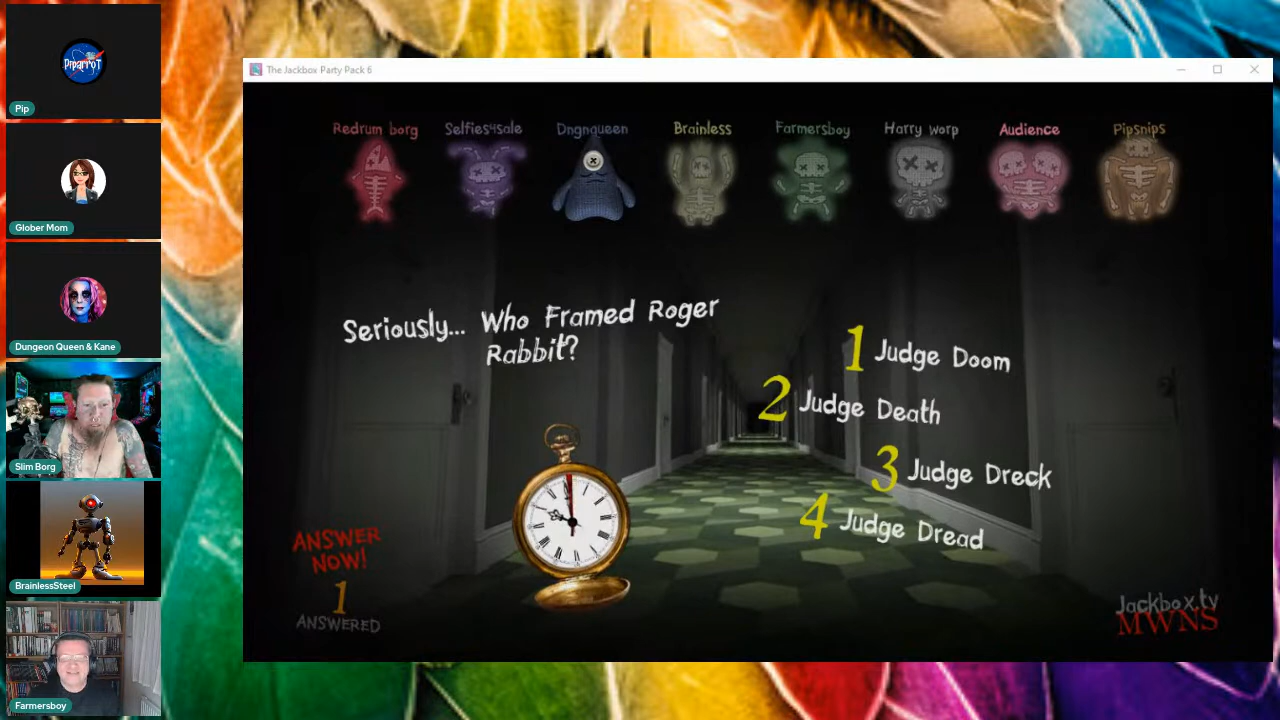 PiparroT
Pip
Glober Mom
Dungeon Queen & Kane
Slim Borg
BrainlessSteel
Farmersboy
The Jackbox Party Pack 6
Redrum borg
Selfies4sale
Dngnqueen
Brainless
Farmersboy
Harry worp
Audience
Pipsnips
Seriously... Who Framed Roger
Rabbit?
1 Judge Doom
2 Judge Death
3 Judge Dreck
4 Judge Dread
ANSWER
NOW!
1
ANSWERED
Jackbox.tv
MWNS